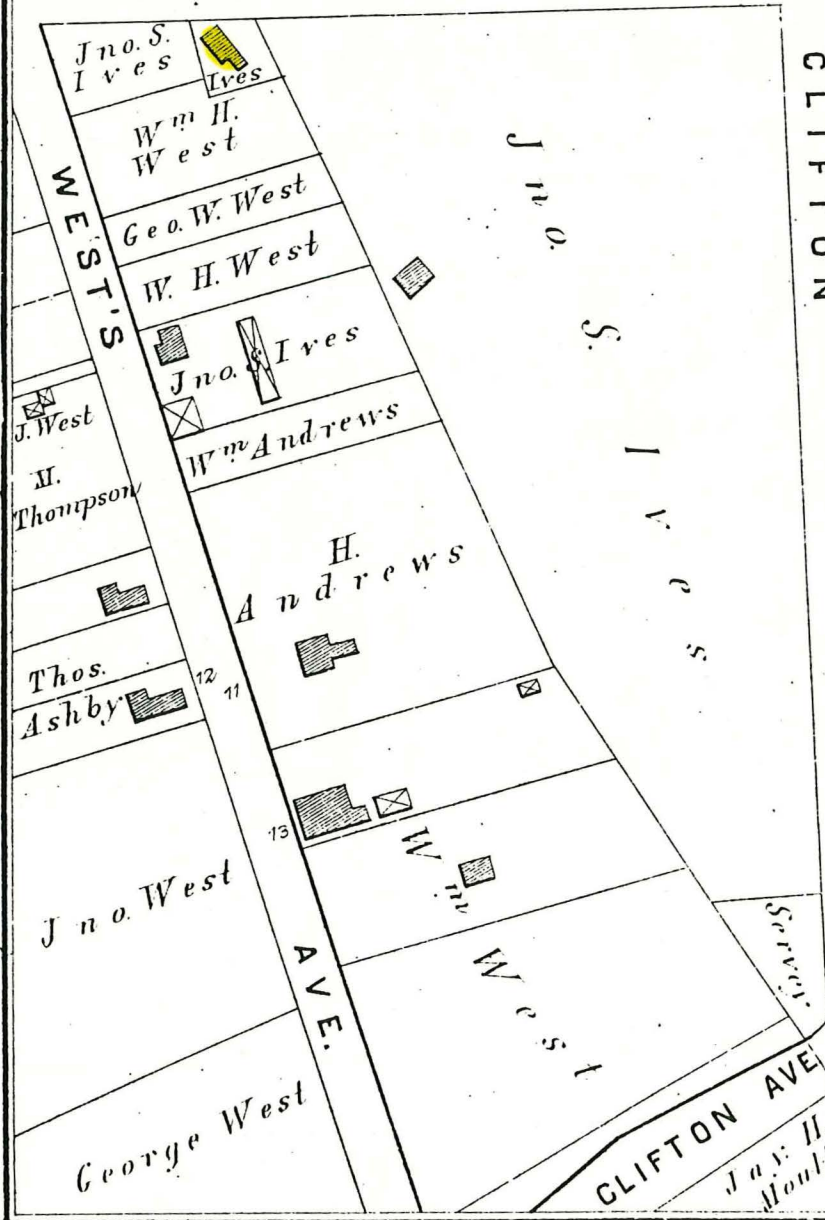 CLIFTON
Jno. S.
Ives
Ives
Wm H.
West
Geo. W. West
W. H. West
Jno. S. Ives
Wm Andrews
H.
Andrews
Jno. S. Ives
WEST'S AVE.
J. West
M.
Thompson
Thos.
Ashby
12
11
13
Jno. West
Wm West
George West
CLIFTON AVE